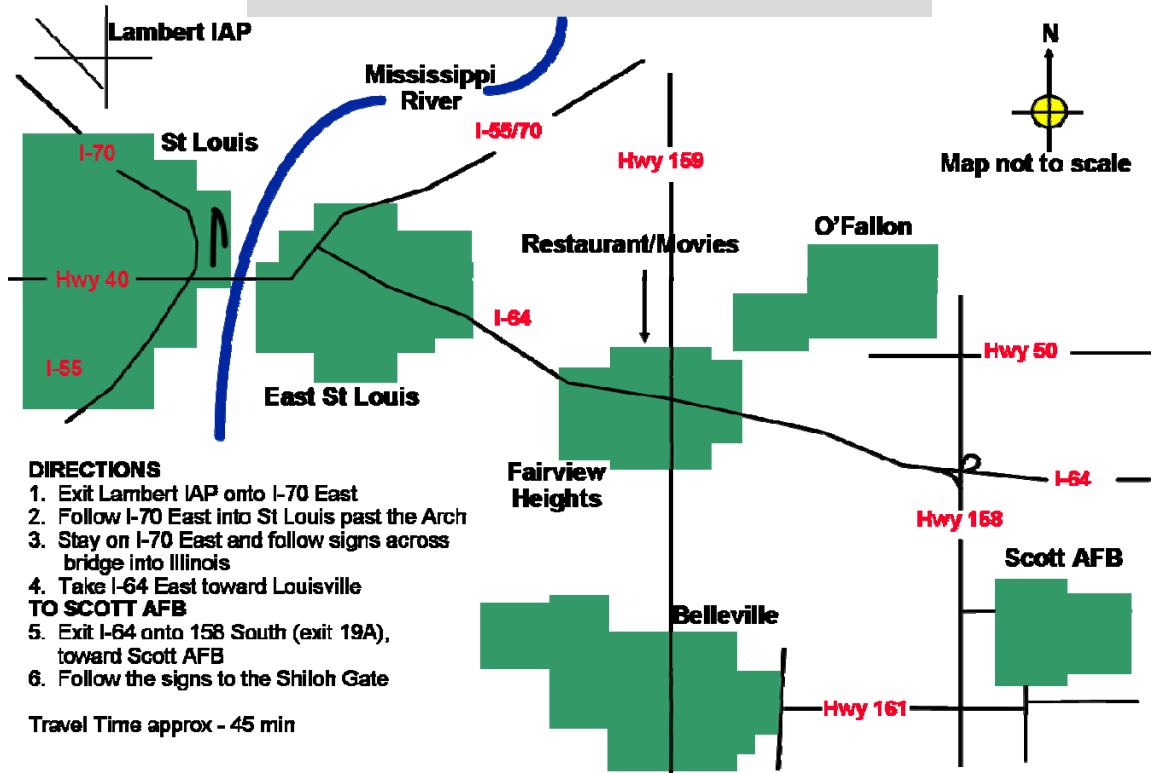 Lambert IAP
N
Mississippi
River
I-55/70
St Louis
I-70
Hwy 159
Map not to scale
O'Fallon
Restaurant/Movies
Hwy 40
I-64
Hwy 50
I-55
East St Louis
Fairview
Heights
I-64
Hwy 158
Scott AFB
Belleville
Hwy 161
DIRECTIONS
1. Exit Lambert IAP onto I-70 East
2. Follow I-70 East into St Louis past the Arch
3. Stay on I-70 East and follow signs across
bridge into Illinois
4. Take I-64 East toward Louisville
TO SCOTT AFB
5. Exit I-64 onto 158 South (exit 19A),
toward Scott AFB
6. Follow the signs to the Shiloh Gate
Travel Time approx - 45 min